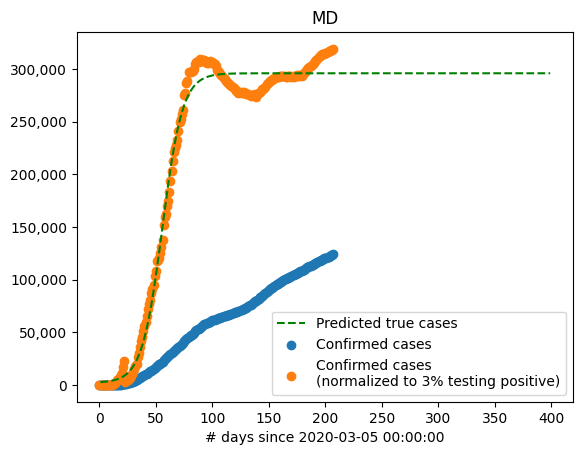 MD
300,000
250,000
200,000
150,000
100,000
50,000
0
0 50 100 150 200 250 300 350 400
# days since 2020-03-05 00:00:00
Predicted true cases
Confirmed cases
Confirmed cases
(normalized to 3% testing positive)